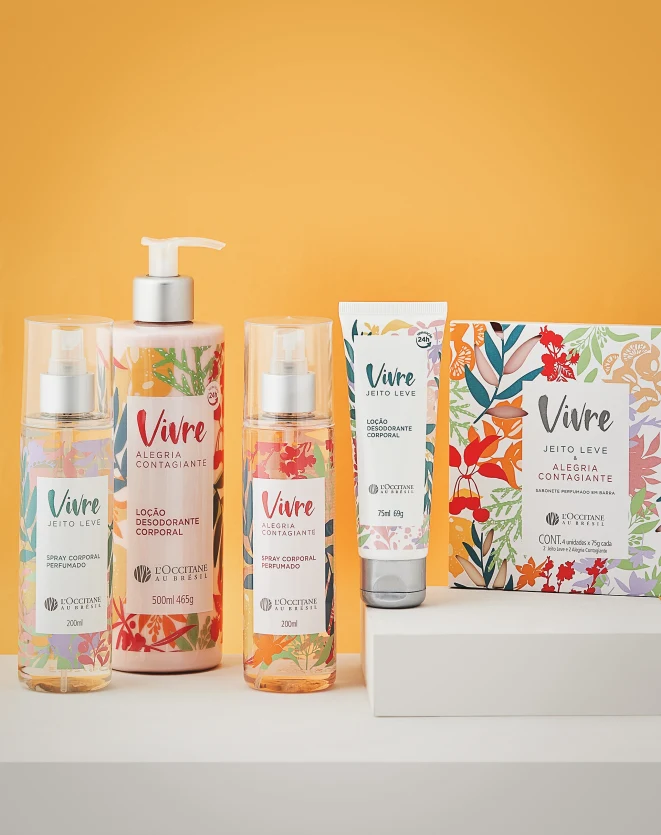 Vivre
JEITO LEVE
SPRAY CORPORAL
PERFUMADO
L'OCCITANE
AU BRÉSIL
200ml
24h
Vivre
ALEGRIA
CONTAGIANTE
LOÇÃO
DESODORANTE
CORPORAL
L'OCCITANE
AU BRÉSIL
500ml 465g
Vivre
ALEGRIA
CONTAGIANTE
SPRAY CORPORAL
PERFUMADO
L'OCCITANE
AU BRÉSIL
200ml
24h
Vivre
JEITO LEVE
LOÇÃO
DESODORANTE
CORPORAL
L'OCCITANE
AU BRÉSIL
75ml 69g
Vivre
JEITO LEVE
&
ALEGRIA
CONTAGIANTE
SABONETE PERFUMADO EM BARRA
L'OCCITANE
AU BRÉSIL
CONT. 4 unidades x 75g cada
2 Jeito Leve e 2 Alegria Contagiante